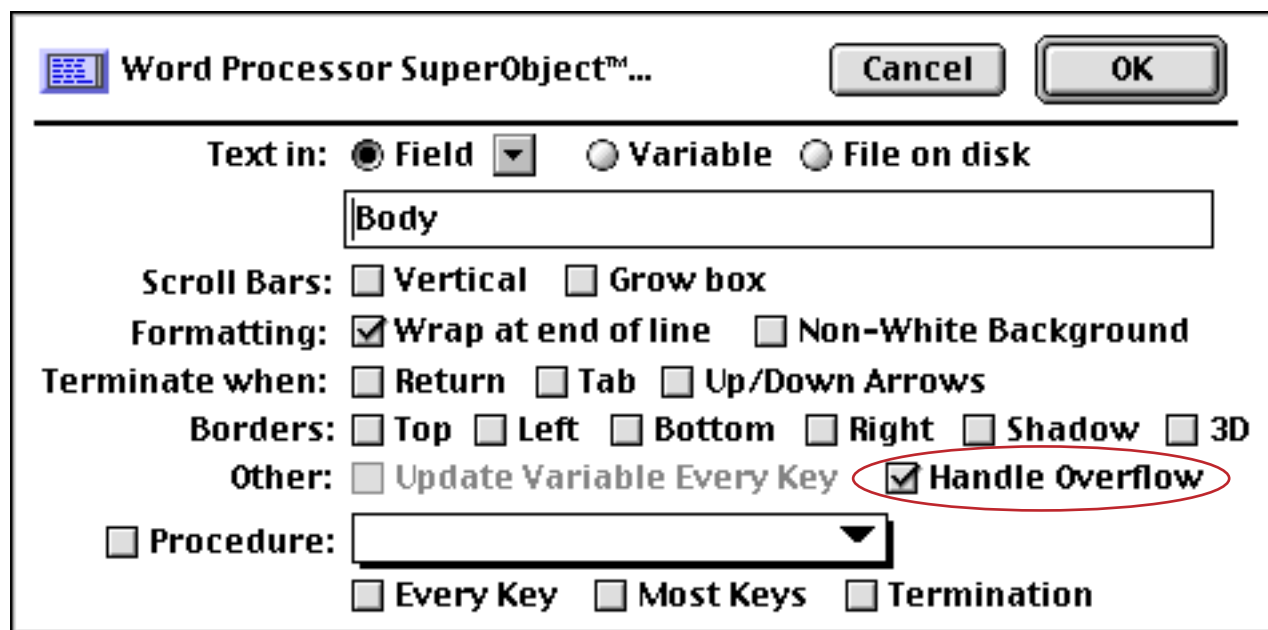 Word Processor SuperObject™... Cancel OK
Text in: Field Variable File on disk
Body
Scroll Bars: Vertical Grow box
Formatting: Wrap at end of line Non-White Background
Terminate when: Return Tab Up/Down Arrows
Borders: Top Left Bottom Right Shadow 3D
Other: Update Variable Every Key Handle Overflow
Procedure:
Every Key Most Keys Termination